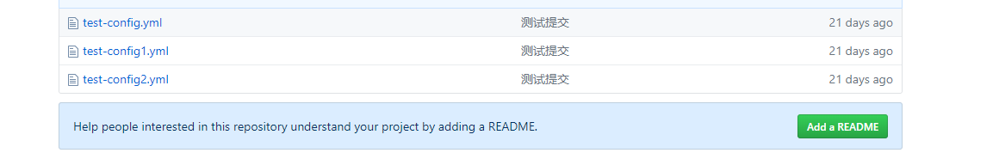 test-config.yml 测试提交 21 days ago
test-config1.yml 测试提交 21 days ago
test-config2.yml 测试提交 21 days ago
Help people interested in this repository understand your project by adding a README. Add a README